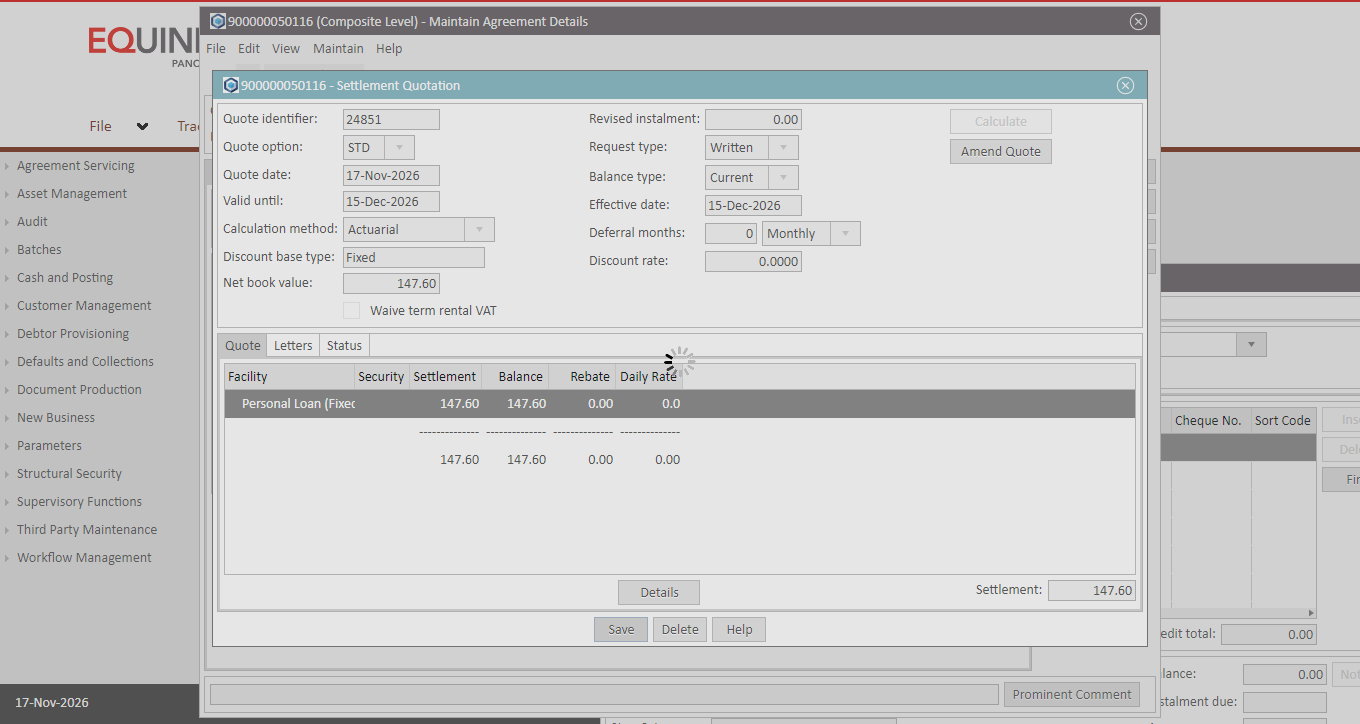 900000050116 (Composite Level) - Maintain Agreement Details
EQUINI
PANC
File Edit View Maintain Help
File
Trac
900000050116 - Settlement Quotation
Quote identifier: 24851
Revised instalment: 0.00
Calculate
Quote option: STD
Request type: Written
Amend Quote
Quote date: 17-Nov-2026
Balance type: Current
Valid until: 15-Dec-2026
Effective date: 15-Dec-2026
Calculation method: Actuarial
Deferral months: 0 Monthly
Discount base type: Fixed
Discount rate: 0.0000
Net book value: 147.60
Waive term rental VAT
Agreement Servicing
Asset Management
Audit
Batches
Cash and Posting
Customer Management
Debtor Provisioning
Defaults and Collections
Document Production
New Business
Parameters
Structural Security
Supervisory Functions
Third Party Maintenance
Workflow Management
Quote Letters Status
Facility Security Settlement Balance Rebate Daily Rate
Personal Loan (Fixed 147.60 147.60 0.00 0.0
-------------- -------------- -------------- --------------
147.60 147.60 0.00 0.00
Details
Settlement: 147.60
Save Delete Help
Cheque No. Sort Code
Ins
Dele
Fin
edit total: 0.00
lance: 0.00
Not
stalment due:
Prominent Comment
17-Nov-2026